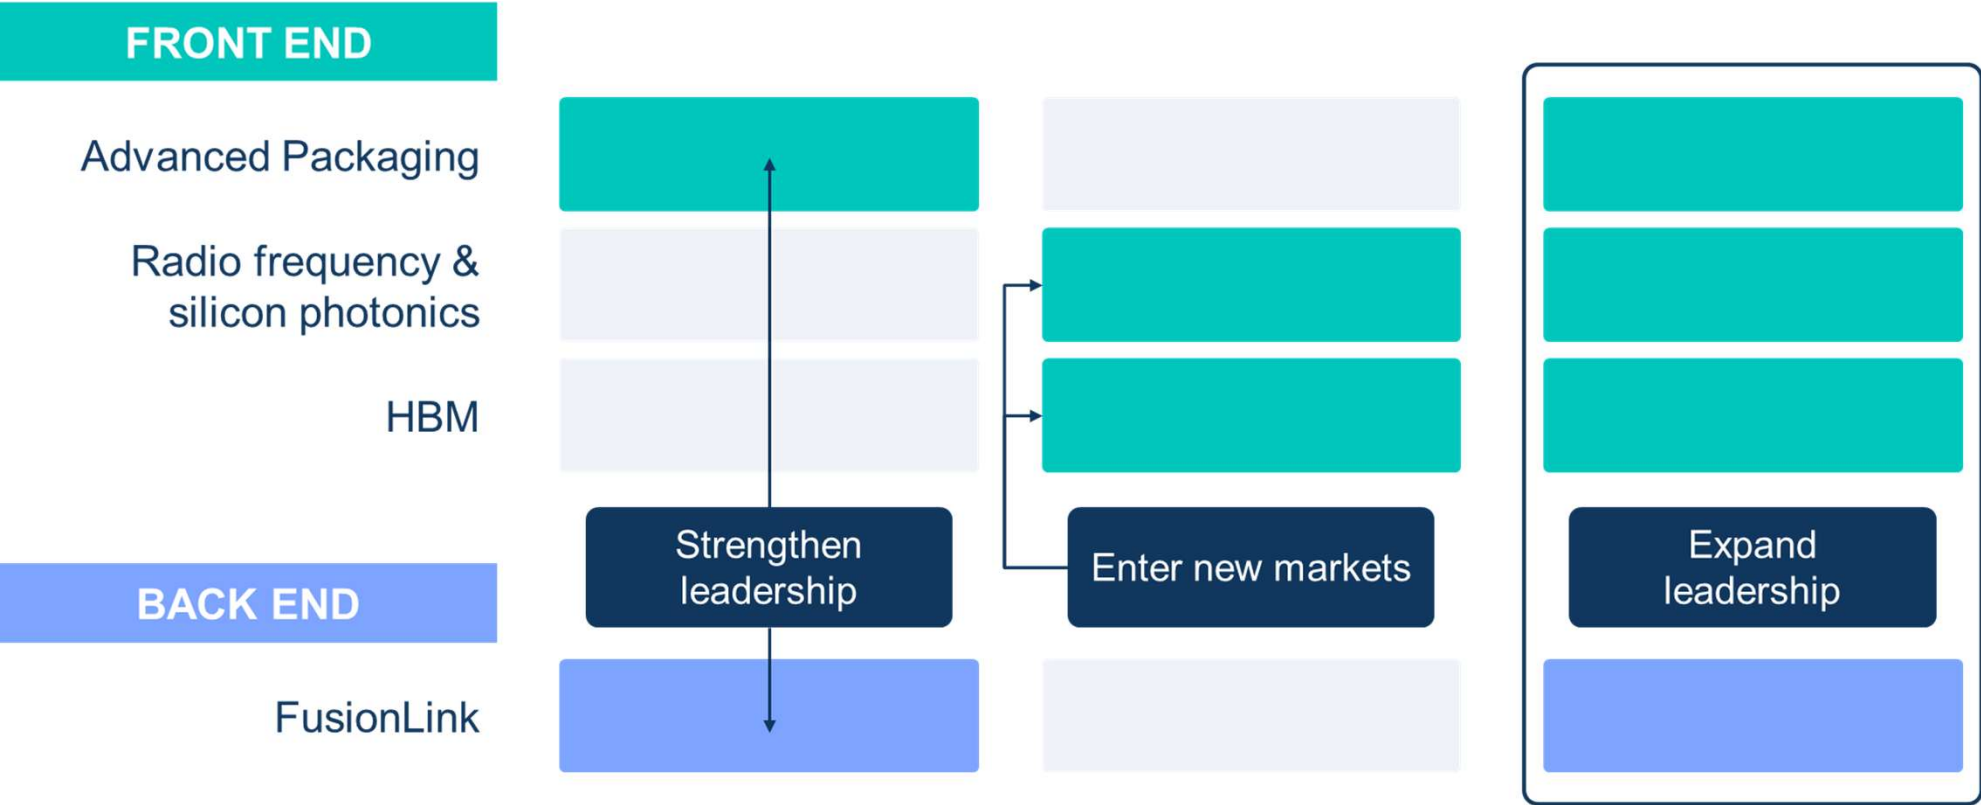 FRONT END
Advanced Packaging
Radio frequency &
silicon photonics
HBM
Strengthen
leadership
Enter new markets
Expand
leadership
BACK END
FusionLink